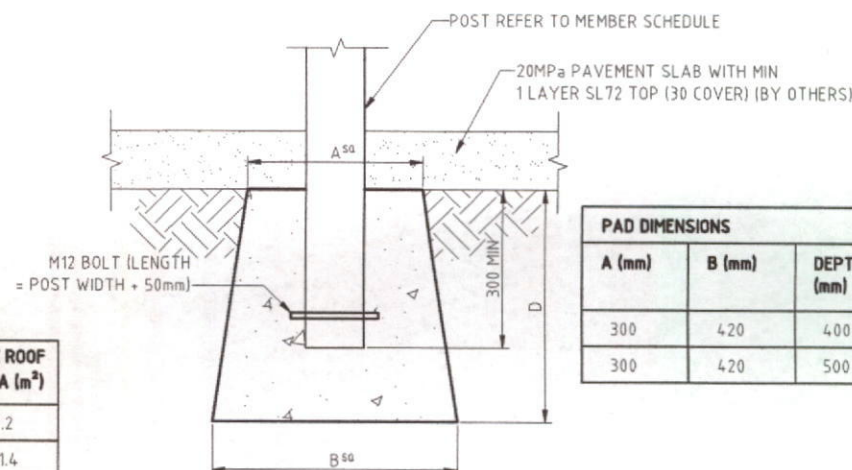 POST REFER TO MEMBER SCHEDULE
20MPa PAVEMENT SLAB WITH MIN
1 LAYER SL72 TOP (30 COVER) (BY OTHERS)
A SQ
M12 BOLT (LENGTH
= POST WIDTH + 50mm)
300 MIN
D
B SQ
PAD DIMENSIONS
A (mm) B (mm) DEPT
(mm)
300 420 400
300 420 500
ROOF
A (m²)
.2
1.4